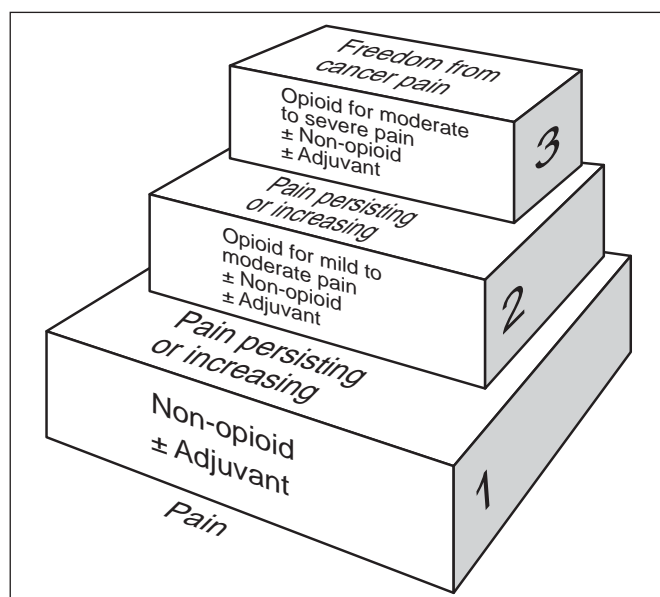 Freedom from
cancer pain
Opioid for moderate
to severe pain
± Non-opioid
± Adjuvant
3
Pain persisting
or increasing
Opioid for mild to
moderate pain
± Non-opioid
± Adjuvant
2
Pain persisting
or increasing
Non-opioid
± Adjuvant
1
Pain